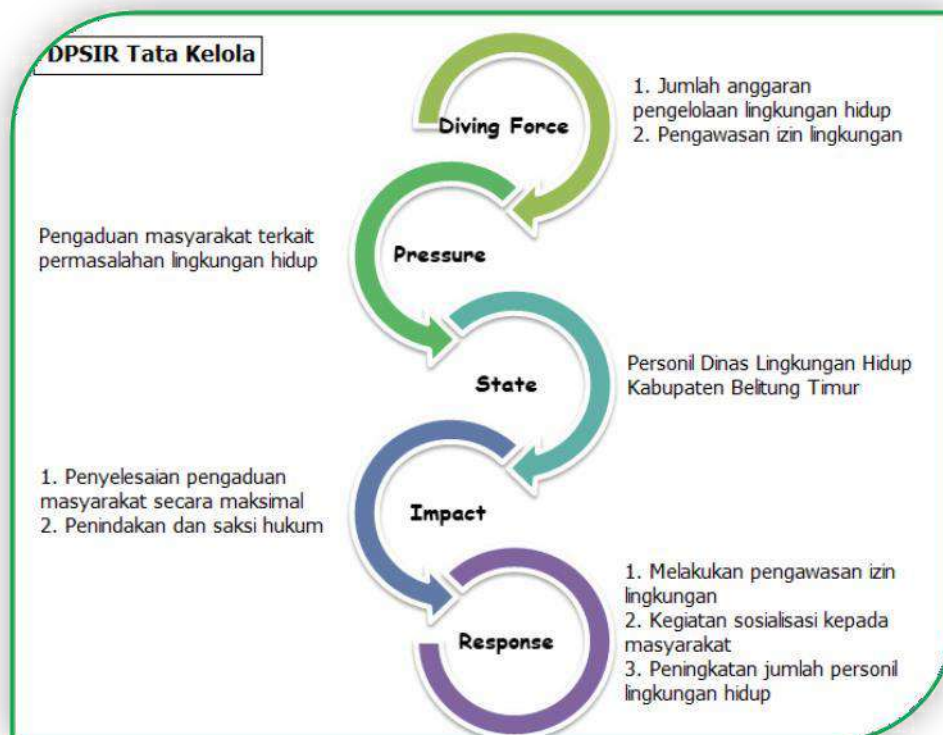 DPSIR Tata Kelola
Diving Force
1. Jumlah anggaran
pengelolaan lingkungan hidup
2. Pengawasan izin lingkungan
Pengaduan masyarakat terkait
permasalahan lingkungan hidup
Pressure
State
Personil Dinas Lingkungan Hidup
Kabupaten Belitung Timur
1. Penyelesaian pengaduan
masyarakat secara maksimal
2. Penindakan dan saksi hukum
Impact
Response
1. Melakukan pengawasan izin
lingkungan
2. Kegiatan sosialisasi kepada
masyarakat
3. Peningkatan jumlah personil
lingkungan hidup